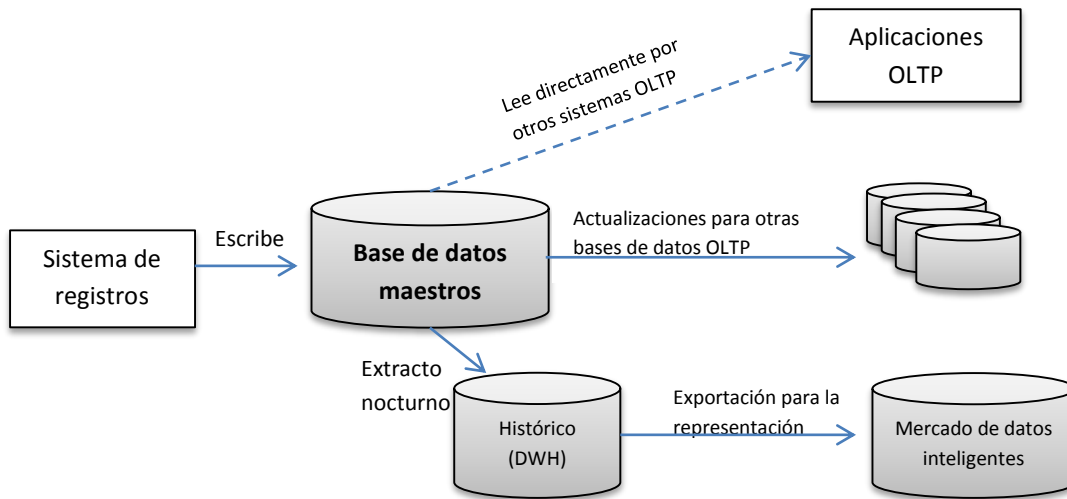 Aplicaciones
OLTP
Lee directamente por
otros sistemas OLTP
Sistema de
registros
Escribe
Base de datos
maestros
Actualizaciones para otras
bases de datos OLTP
Extracto
nocturno
Histórico
(DWH)
Exportación para la
representación
Mercado de datos
inteligentes